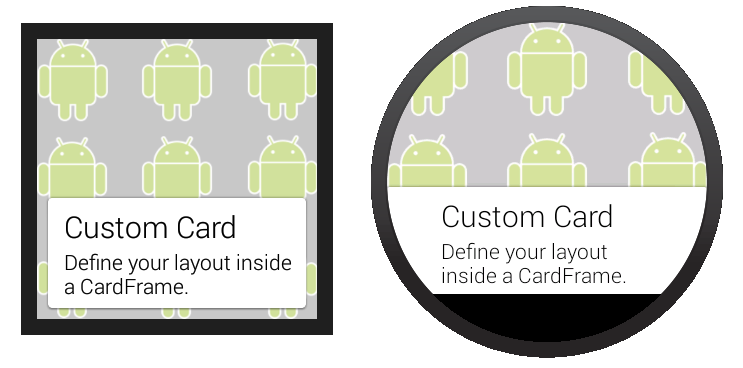 Custom Card
Define your layout inside
a CardFrame.
Custom Card
Define your layout
inside a CardFrame.